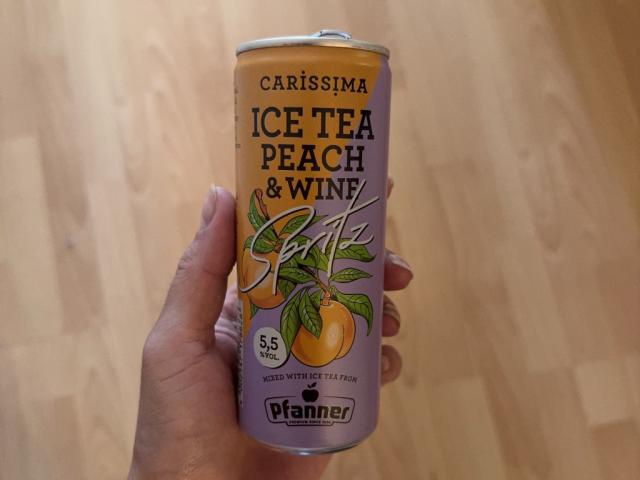 CARISSIMA
ICE TEA
PEACH
& WINE
Spritz
5,5
% VOL.
MIXED WITH ICE TEA FROM
Pfanner